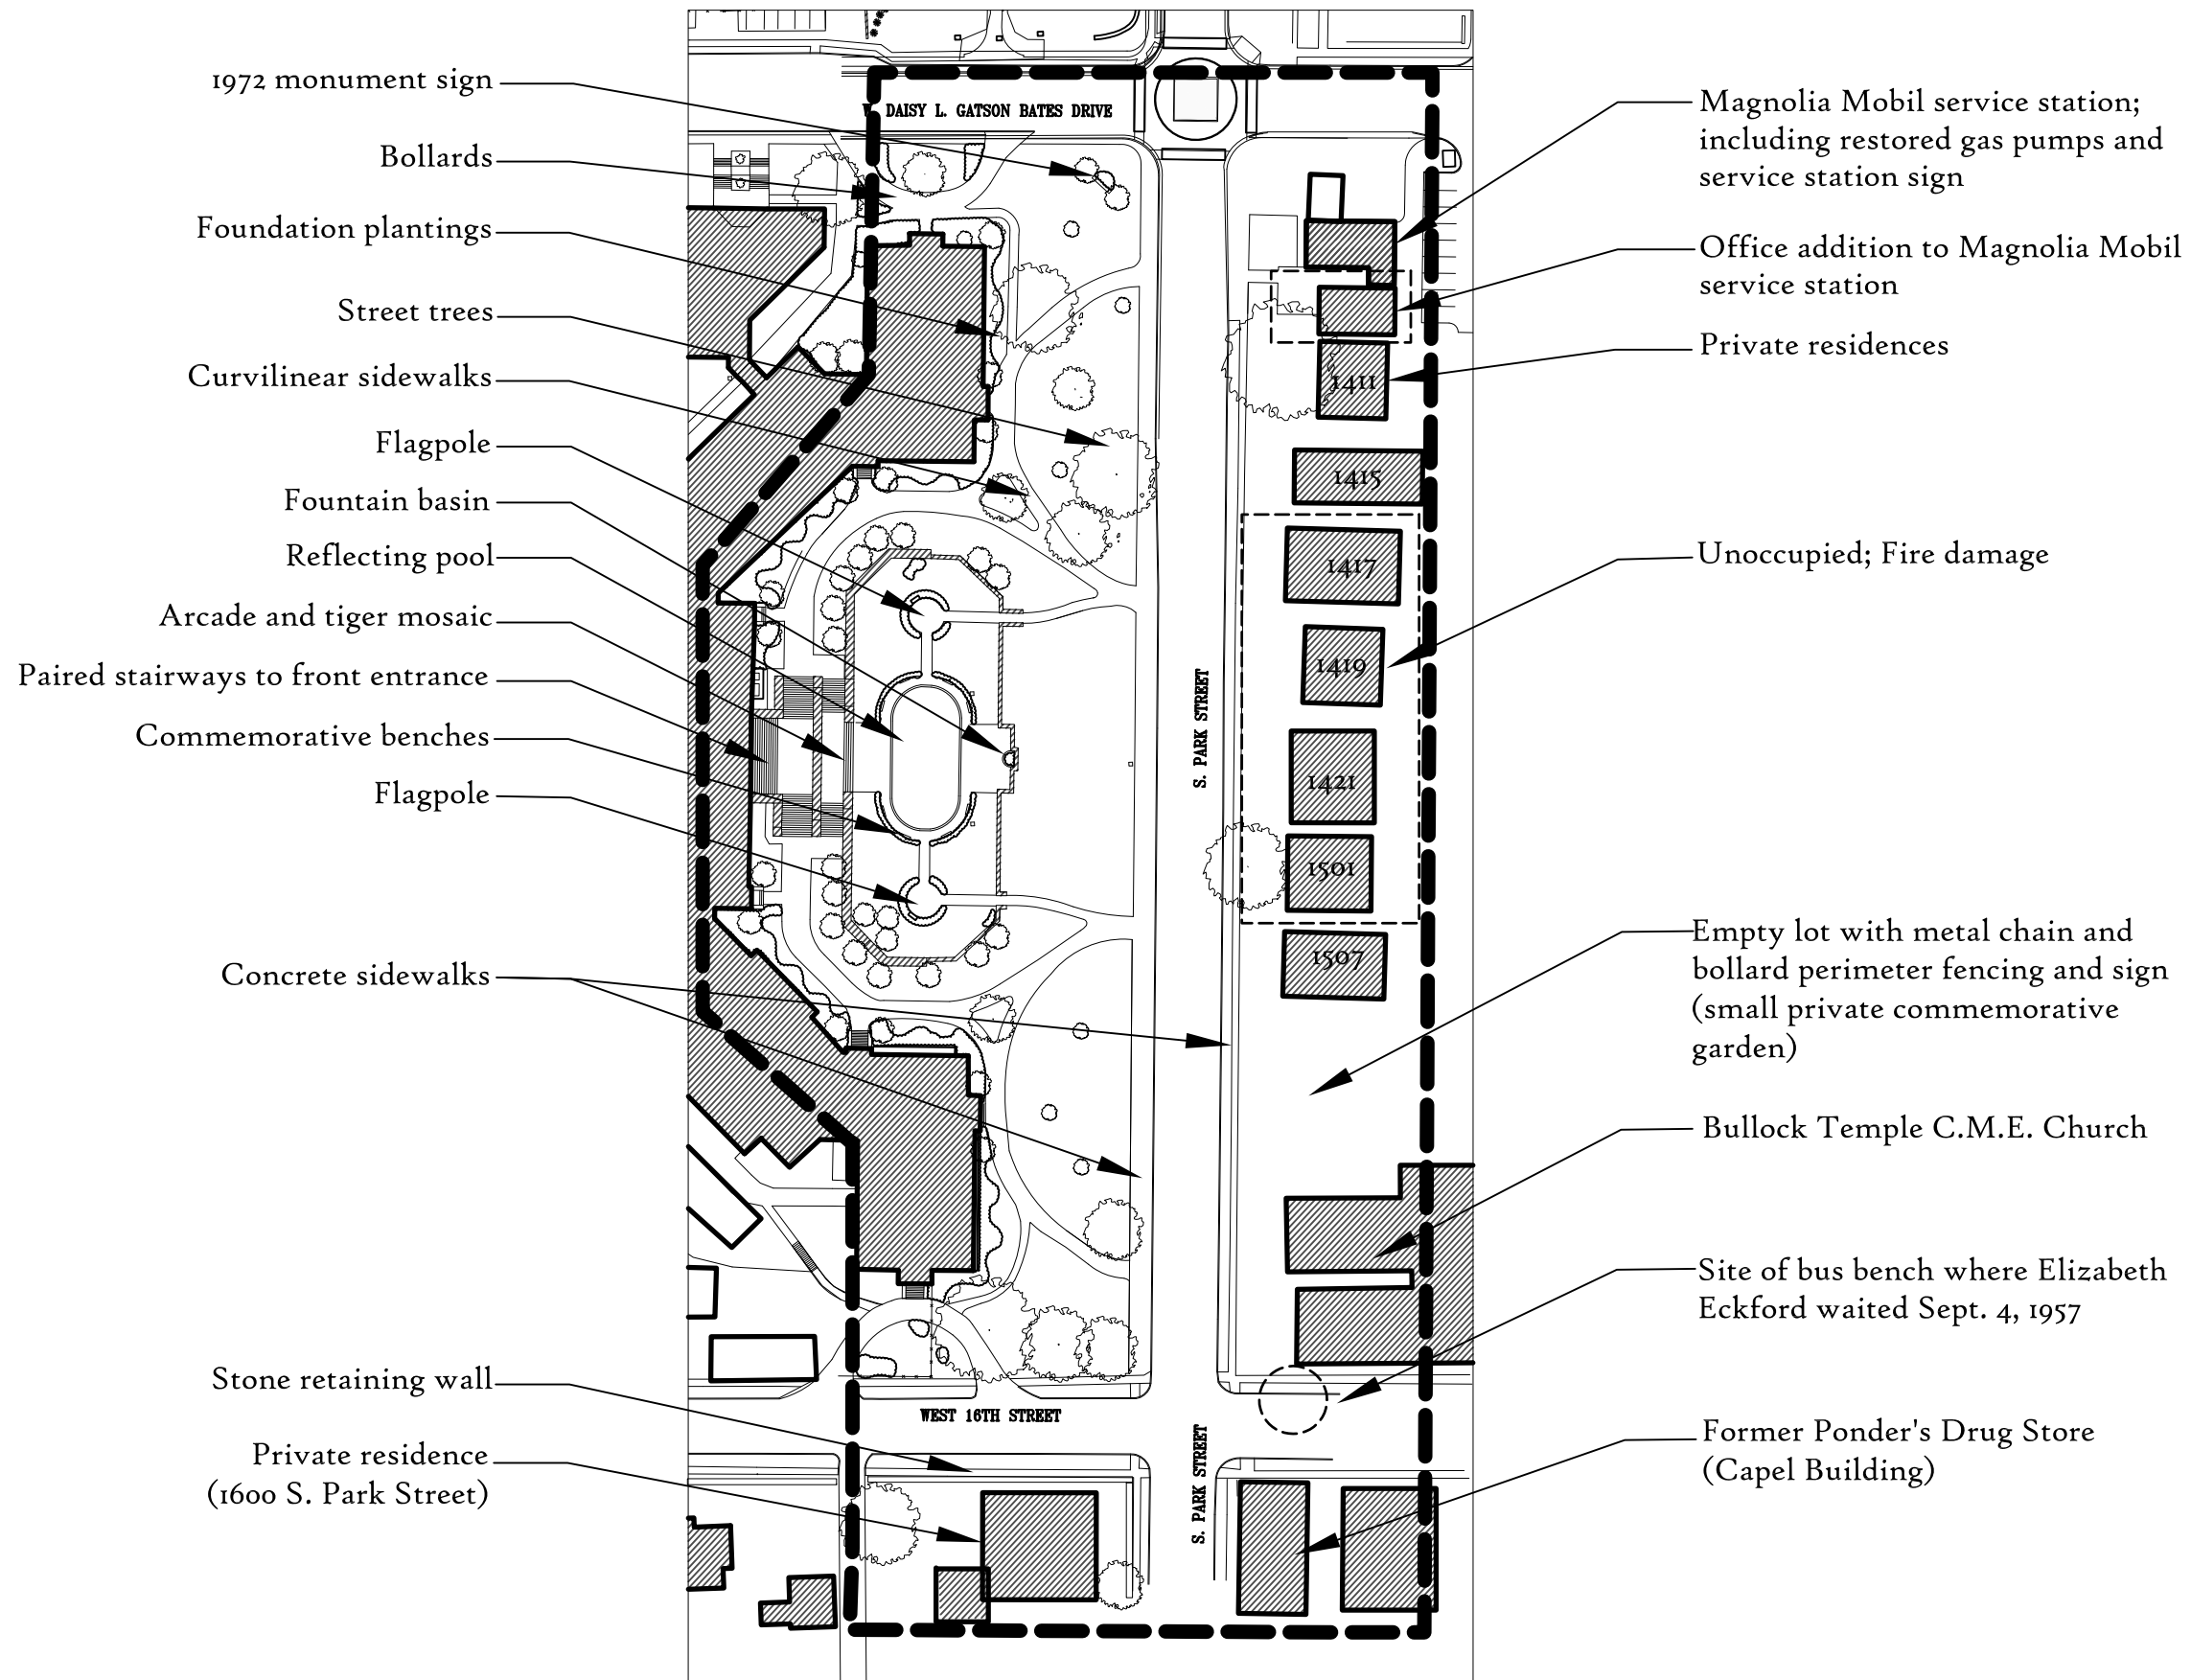 1972 monument sign
Bollards
Foundation plantings
Street trees
Curvilinear sidewalks
Flagpole
Fountain basin
Reflecting pool
Arcade and tiger mosaic
Paired stairways to front entrance
Commemorative benches
Flagpole
Concrete sidewalks
Stone retaining wall
Private residence
(1600 S. Park Street)
W. DAISY L. GATSON BATES DRIVE
S. PARK STREET
WEST 16TH STREET
S. PARK STREET
1411
1415
1417
1419
1421
1501
1507
Magnolia Mobil service station;
including restored gas pumps and
service station sign
Office addition to Magnolia Mobil
service station
Private residences
Unoccupied; Fire damage
Empty lot with metal chain and
bollard perimeter fencing and sign
(small private commemorative
garden)
Bullock Temple C.M.E. Church
Site of bus bench where Elizabeth
Eckford waited Sept. 4, 1957
Former Ponder's Drug Store
(Capel Building)